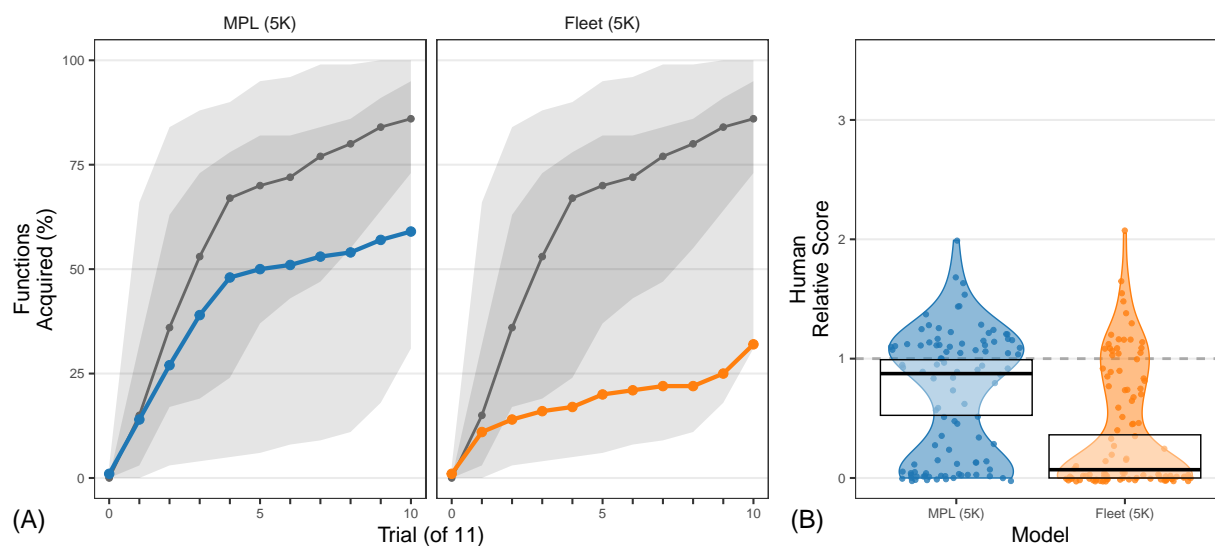 MPL (5K)
Fleet (5K)
100
75
50
25
0
Functions
Acquired (%)
0
5
10
0
5
10
Trial (of 11)
(A)
3
2
1
0
Human
Relative Score
MPL (5K)
Fleet (5K)
Model
(B)